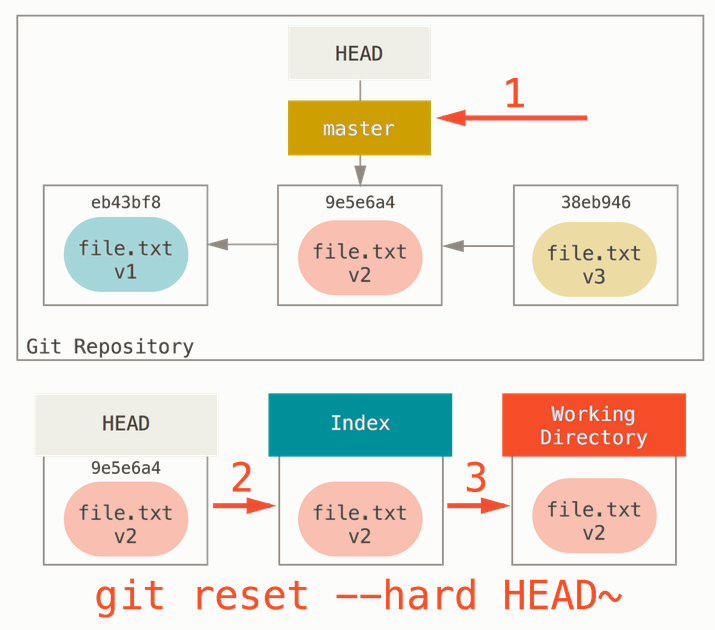 HEAD
1
master
eb43bf8
9e5e6a4
38eb946
file.txt
v1
file.txt
v2
file.txt
v3
Git Repository
HEAD
Index
Working
Directory
9e5e6a4
2
3
file.txt
v2
file.txt
v2
file.txt
v2
git reset --hard HEAD~